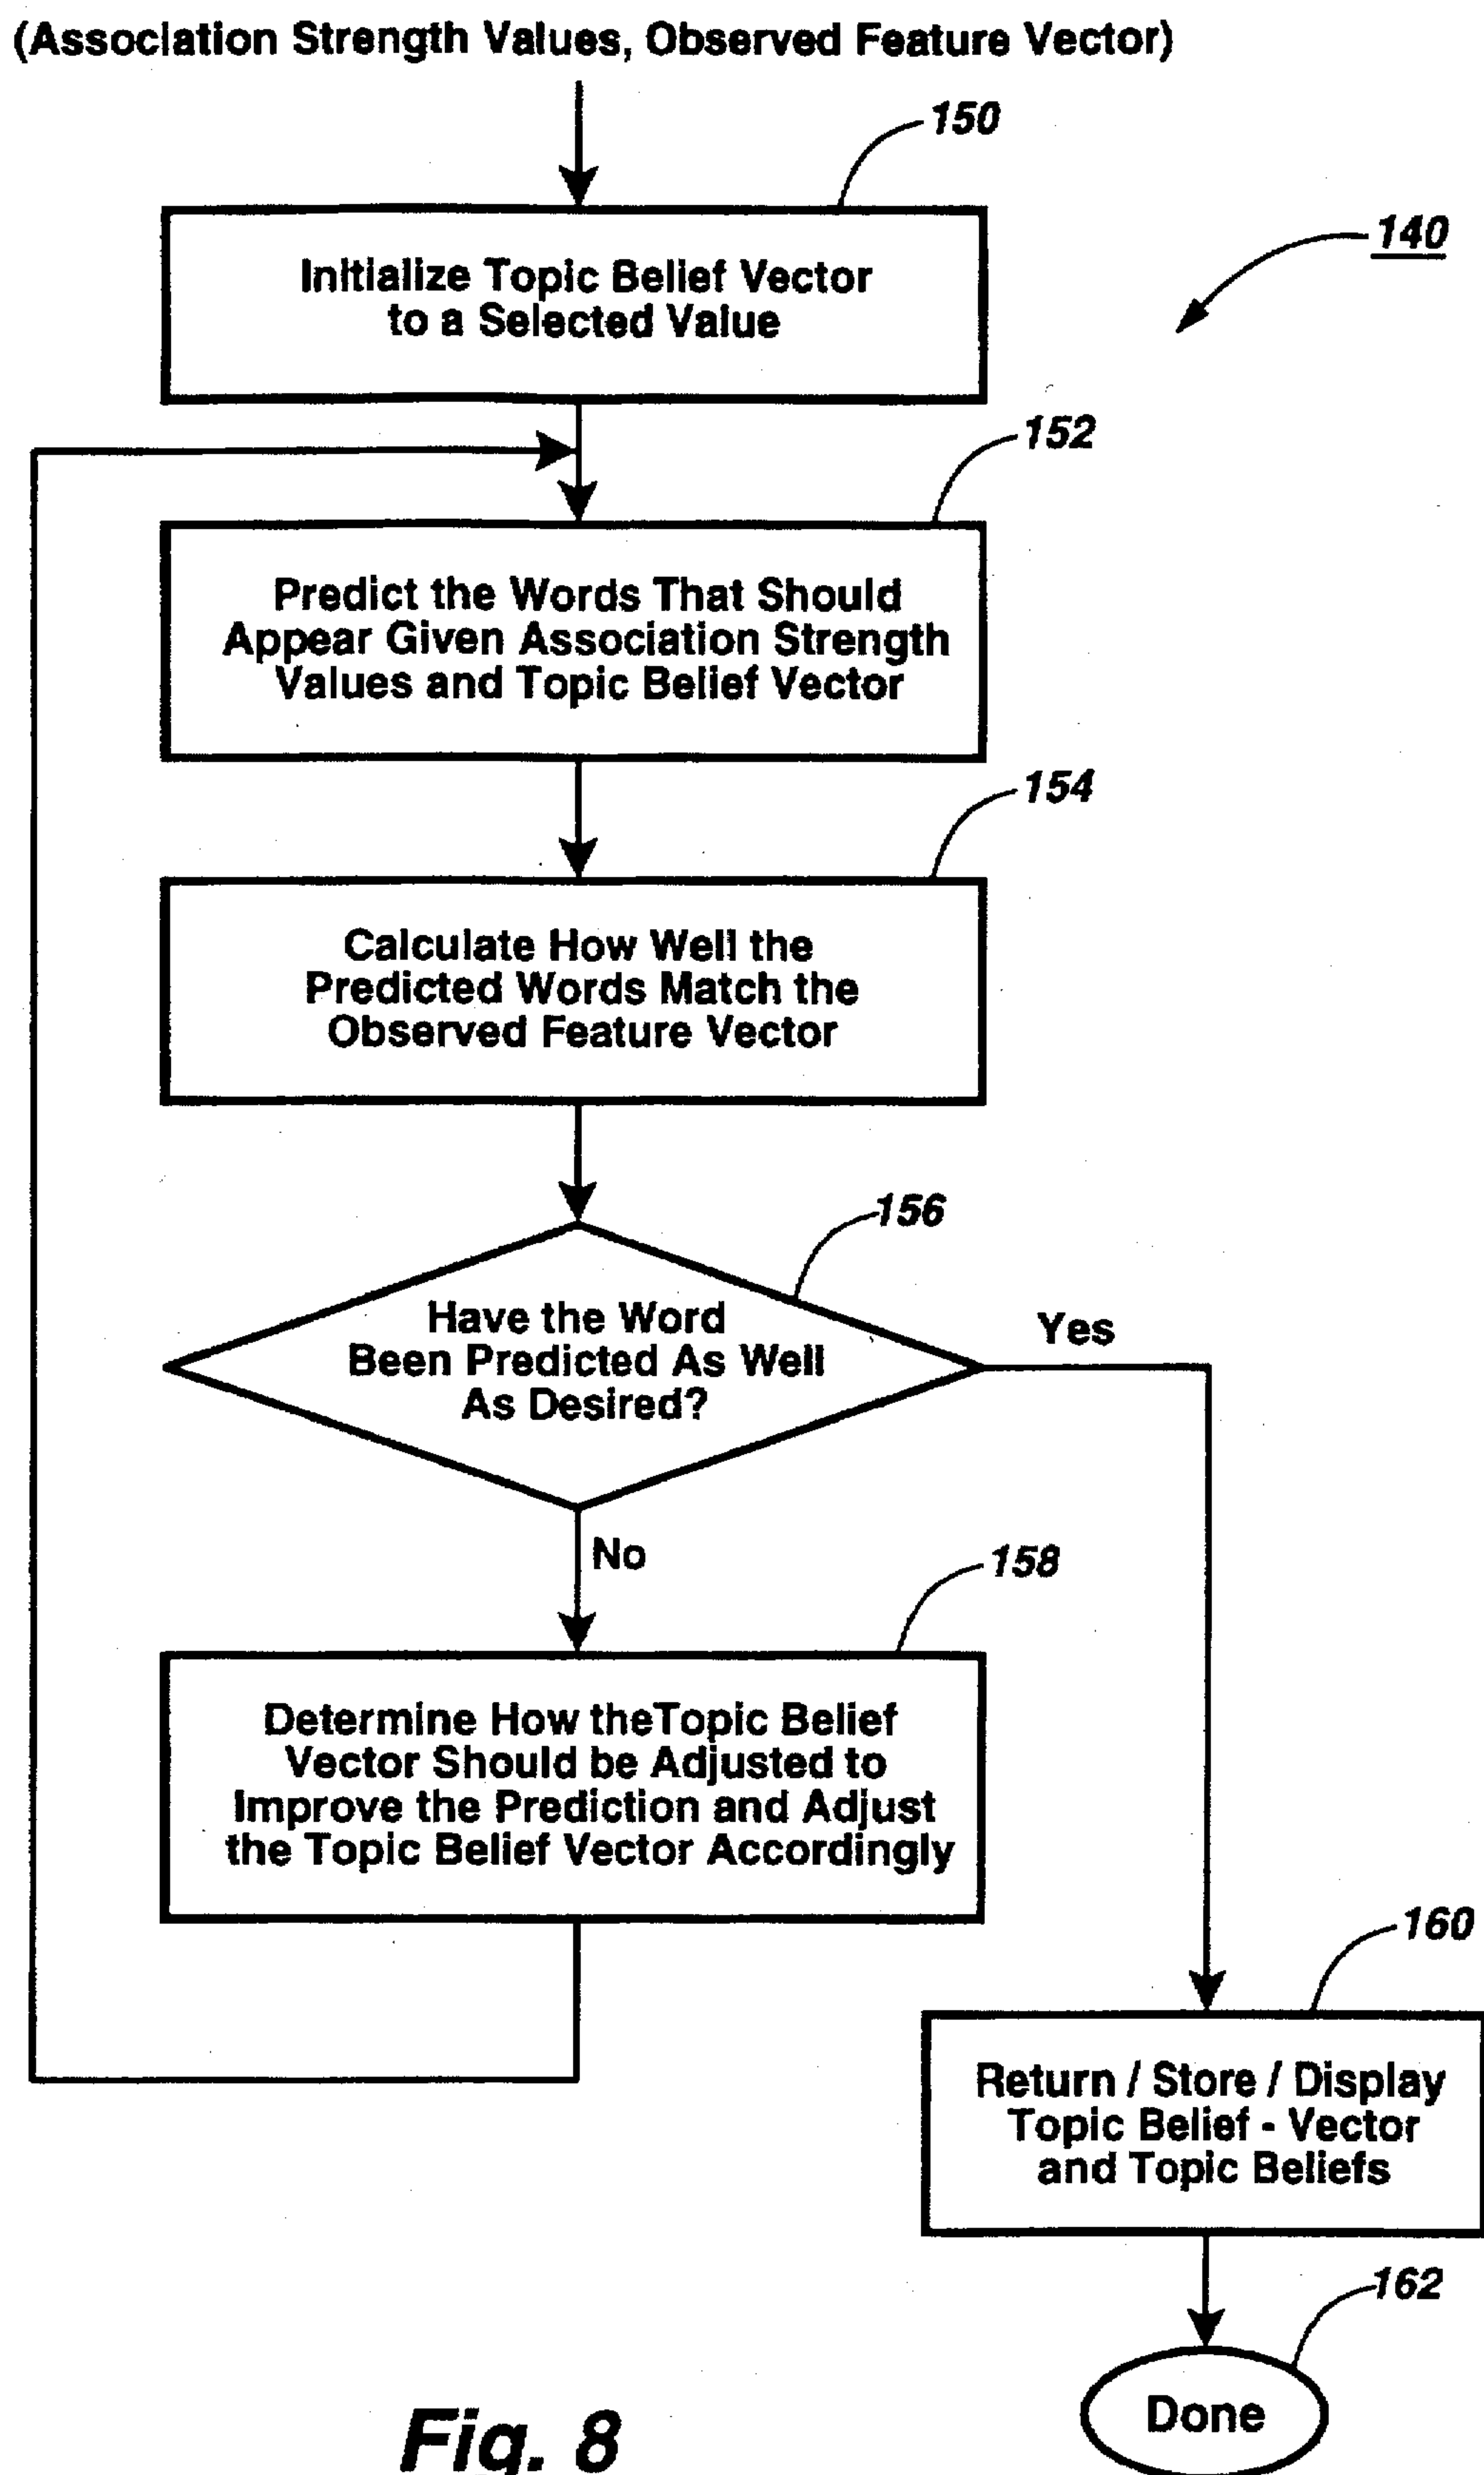 (Association Strength Values, Observed Feature Vector)
150
140
Initialize Topic Belief Vector
to a Selected Value
152
Predict the Words That Should
Appear Given Association Strength
Values and Topic Belief Vector
154
Calculate How Well the
Predicted Words Match the
Observed Feature Vector
156
Have the Word
Been Predicted As Well
As Desired?
Yes
No
158
Determine How theTopic Belief
Vector Should be Adjusted to
Improve the Prediction and Adjust
the Topic Belief Vector Accordingly
160
Return / Store / Display
Topic Belief - Vector
and Topic Beliefs
162
Done
Fig. 8